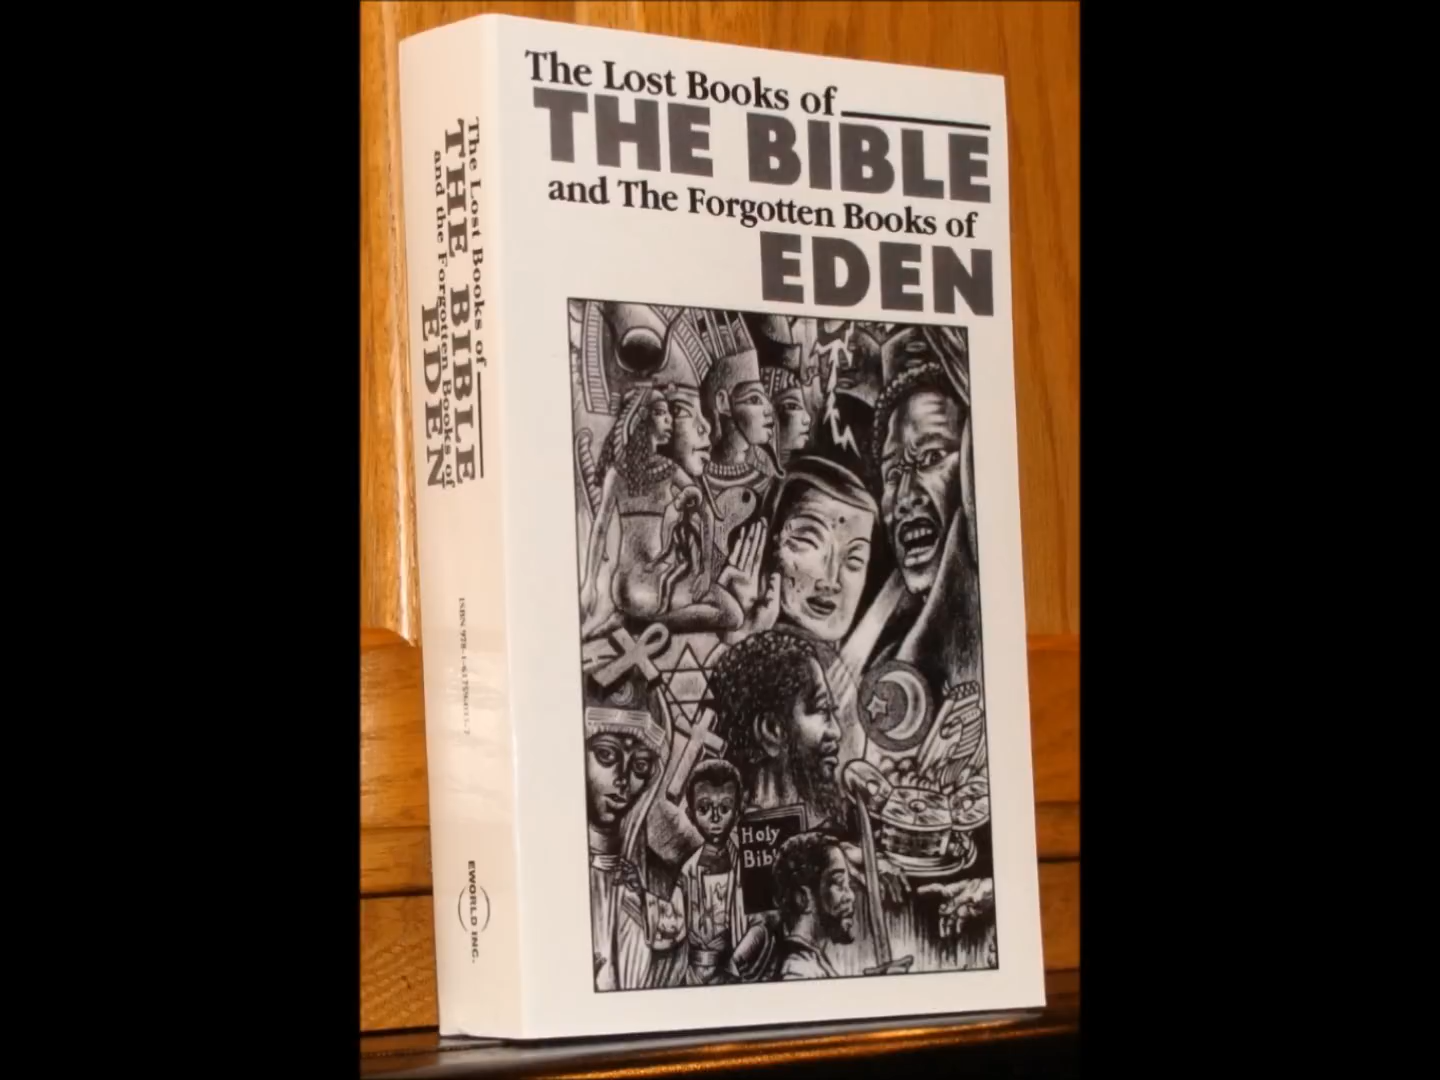 The Lost Books of
THE BIBLE
and The Forgotten Books of
EDEN
Holy
Bibl
The Lost Books of
THE BIBLE
and the Forgotten Books of
EDEN
EWORLD INC.